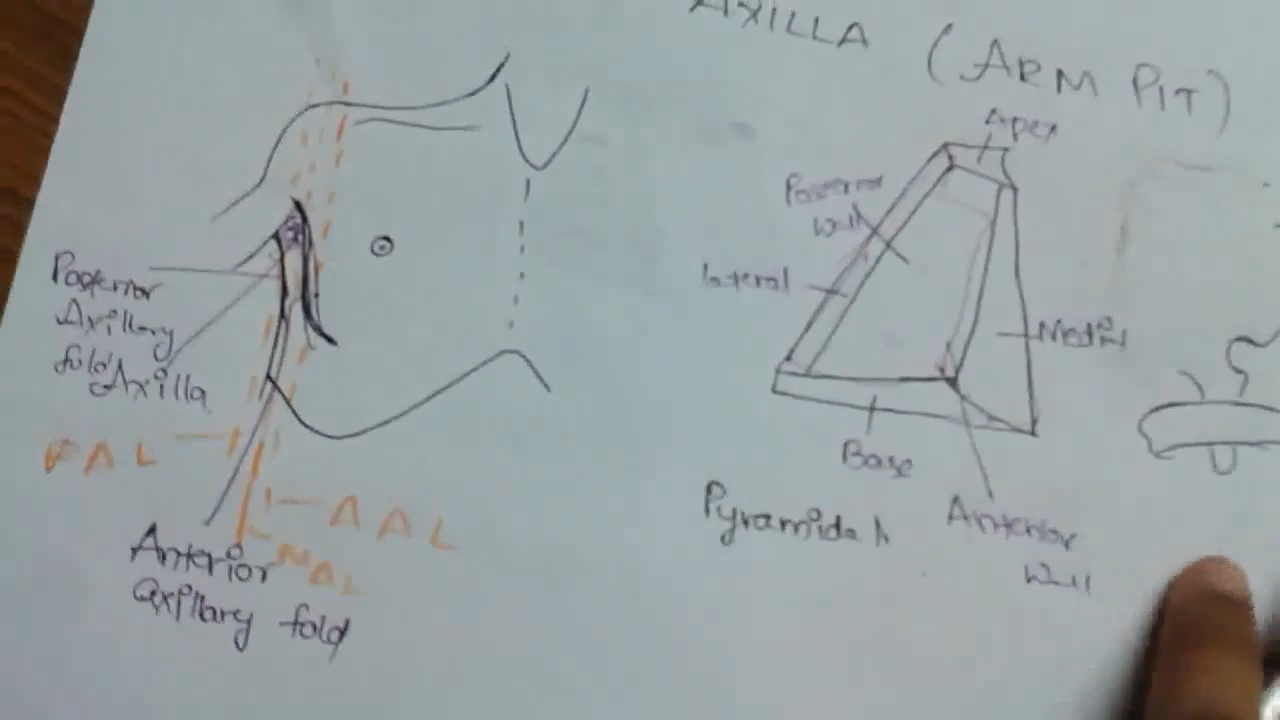 AXILLA (ARM PIT)
Posterior
Axillary
fold
Axilla
PAL
AAL
MAL
Anterior
axillary fold
Apex
Posterior
wall
lateral
Medial
Base
Pyramidal
Anterior
wall